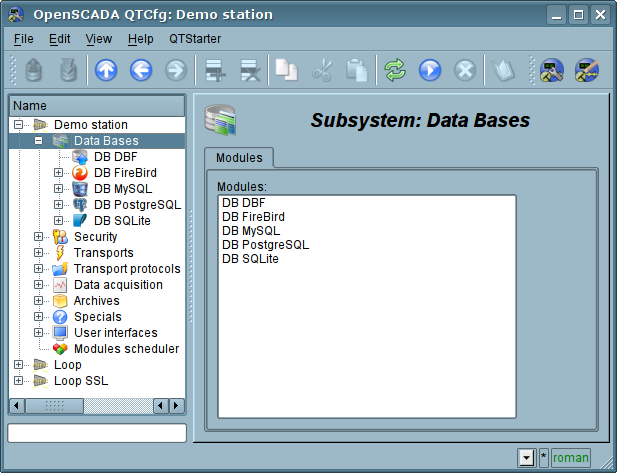 OpenSCADA QTCfg: Demo station
File Edit View Help QTStarter
Name
Demo station
Data Bases
DB DBF
DB FireBird
DB MySQL
DB PostgreSQL
DB SQLite
Security
Transports
Transport protocols
Data acquisition
Archives
Specials
User interfaces
Modules scheduler
Loop
Loop SSL
Subsystem: Data Bases
Modules
Modules:
DB DBF
DB FireBird
DB MySQL
DB PostgreSQL
DB SQLite
* roman